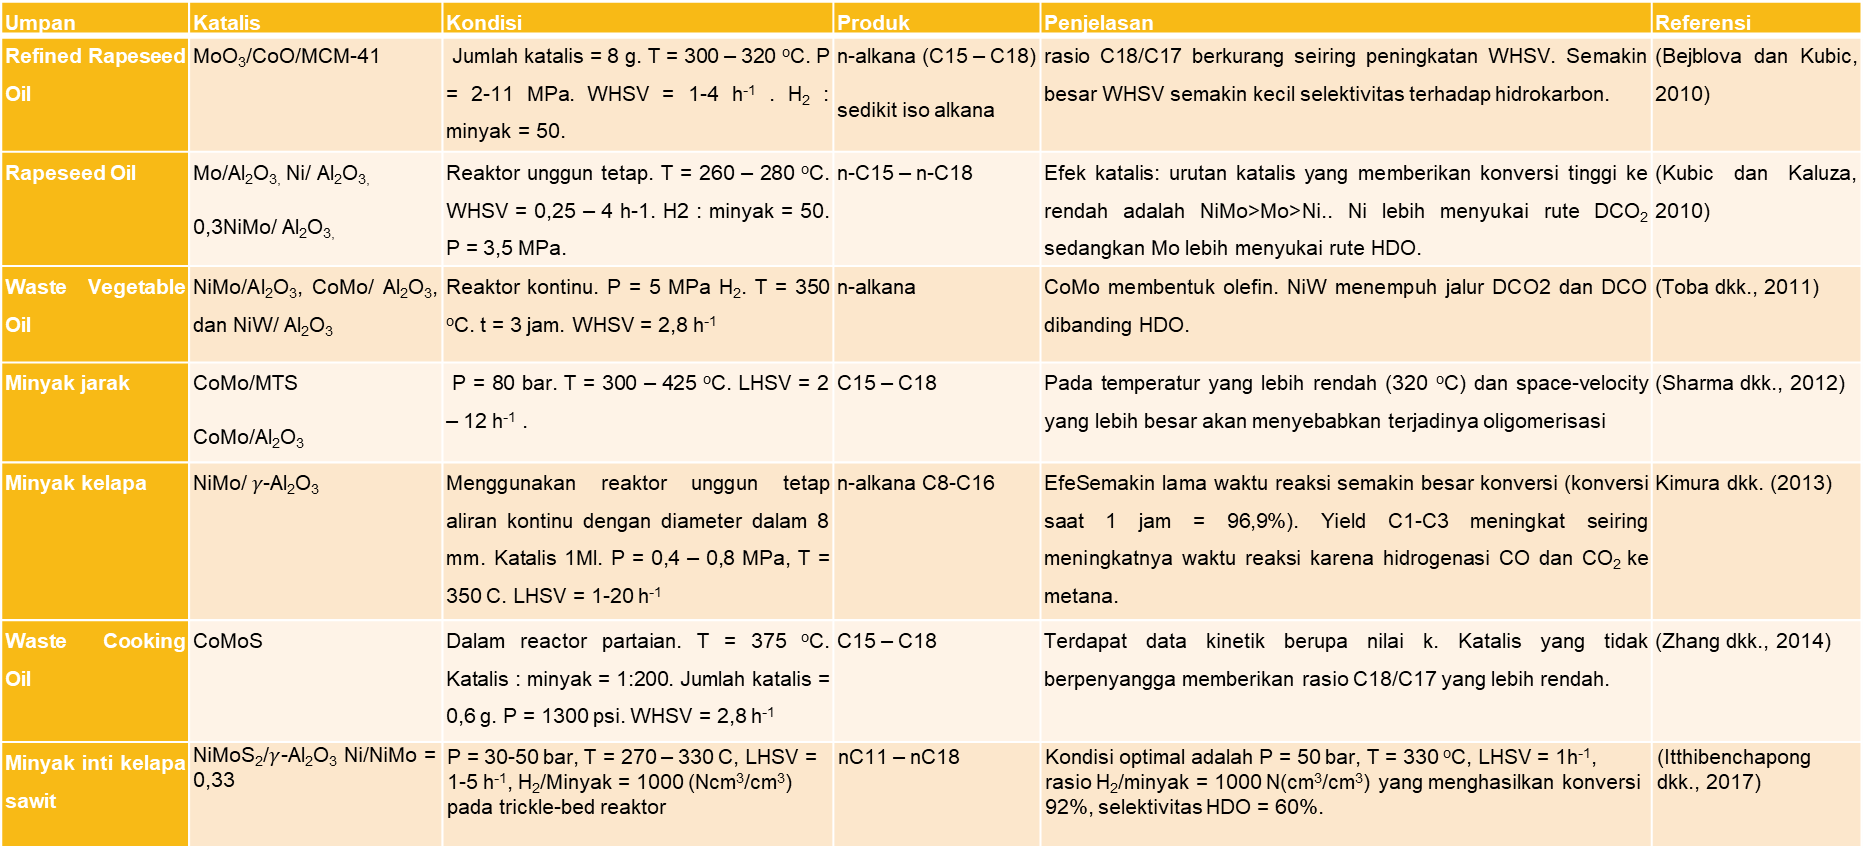 Umpan
Katalis
Kondisi
Produk
Penjelasan
Referensi
Refined Rapeseed
Oil
MoO₃/CoO/MCM-41
Jumlah katalis = 8 g. T = 300 – 320 ᵒC. P
= 2-11 MPa. WHSV = 1-4 h⁻¹ . H₂ :
minyak = 50.
n-alkana (C15 – C18)
sedikit iso alkana
rasio C18/C17 berkurang seiring peningkatan WHSV. Semakin
besar WHSV semakin kecil selektivitas terhadap hidrokarbon.
(Bejblova dan Kubic,
2010)
Rapeseed Oil
Mo/Al₂O₃, Ni/ Al₂O₃,
0,3NiMo/ Al₂O₃,
Reaktor unggun tetap. T = 260 – 280 ᵒC.
WHSV = 0,25 – 4 h-1. H2 : minyak = 50.
P = 3,5 MPa.
n-C15 – n-C18
Efek katalis: urutan katalis yang memberikan konversi tinggi ke
rendah adalah NiMo>Mo>Ni.. Ni lebih menyukai rute DCO₂
sedangkan Mo lebih menyukai rute HDO.
(Kubic dan Kaluza,
2010)
Waste Vegetable
Oil
NiMo/Al₂O₃, CoMo/ Al₂O₃,
dan NiW/ Al₂O₃
Reaktor kontinu. P = 5 MPa H₂. T = 350
ᵒC. t = 3 jam. WHSV = 2,8 h⁻¹
n-alkana
CoMo membentuk olefin. NiW menempuh jalur DCO2 dan DCO
dibanding HDO.
(Toba dkk., 2011)
Minyak jarak
CoMo/MTS
CoMo/Al₂O₃
P = 80 bar. T = 300 – 425 ᵒC. LHSV = 2
– 12 h⁻¹ .
C15 – C18
Pada temperatur yang lebih rendah (320 ᵒC) dan space-velocity
yang lebih besar akan menyebabkan terjadinya oligomerisasi
(Sharma dkk., 2012)
Minyak kelapa
NiMo/ γ-Al₂O₃
Menggunakan reaktor unggun tetap
aliran kontinu dengan diameter dalam 8
mm. Katalis 1Ml. P = 0,4 – 0,8 MPa, T =
350 C. LHSV = 1-20 h⁻¹
n-alkana C8-C16
EfeSemakin lama waktu reaksi semakin besar konversi (konversi
saat 1 jam = 96,9%). Yield C1-C3 meningkat seiring
meningkatnya waktu reaksi karena hidrogenasi CO dan CO₂ ke
metana.
Kimura dkk. (2013)
Waste Cooking
Oil
CoMoS
Dalam reactor partaian. T = 375 ᵒC.
Katalis : minyak = 1:200. Jumlah katalis =
0,6 g. P = 1300 psi. WHSV = 2,8 h⁻¹
C15 – C18
Terdapat data kinetik berupa nilai k. Katalis yang tidak
berpenyangga memberikan rasio C18/C17 yang lebih rendah.
(Zhang dkk., 2014)
Minyak inti kelapa
sawit
NiMoS₂/γ-Al₂O₃ Ni/NiMo =
0,33
P = 30-50 bar, T = 270 – 330 C, LHSV =
1-5 h⁻¹, H₂/Minyak = 1000 (Ncm³/cm³)
pada trickle-bed reaktor
nC11 – nC18
Kondisi optimal adalah P = 50 bar, T = 330 ᵒC, LHSV = 1h⁻¹,
rasio H₂/minyak = 1000 N(cm³/cm³) yang menghasilkan konversi
92%, selektivitas HDO = 60%.
(Itthibenchapong
dkk., 2017)